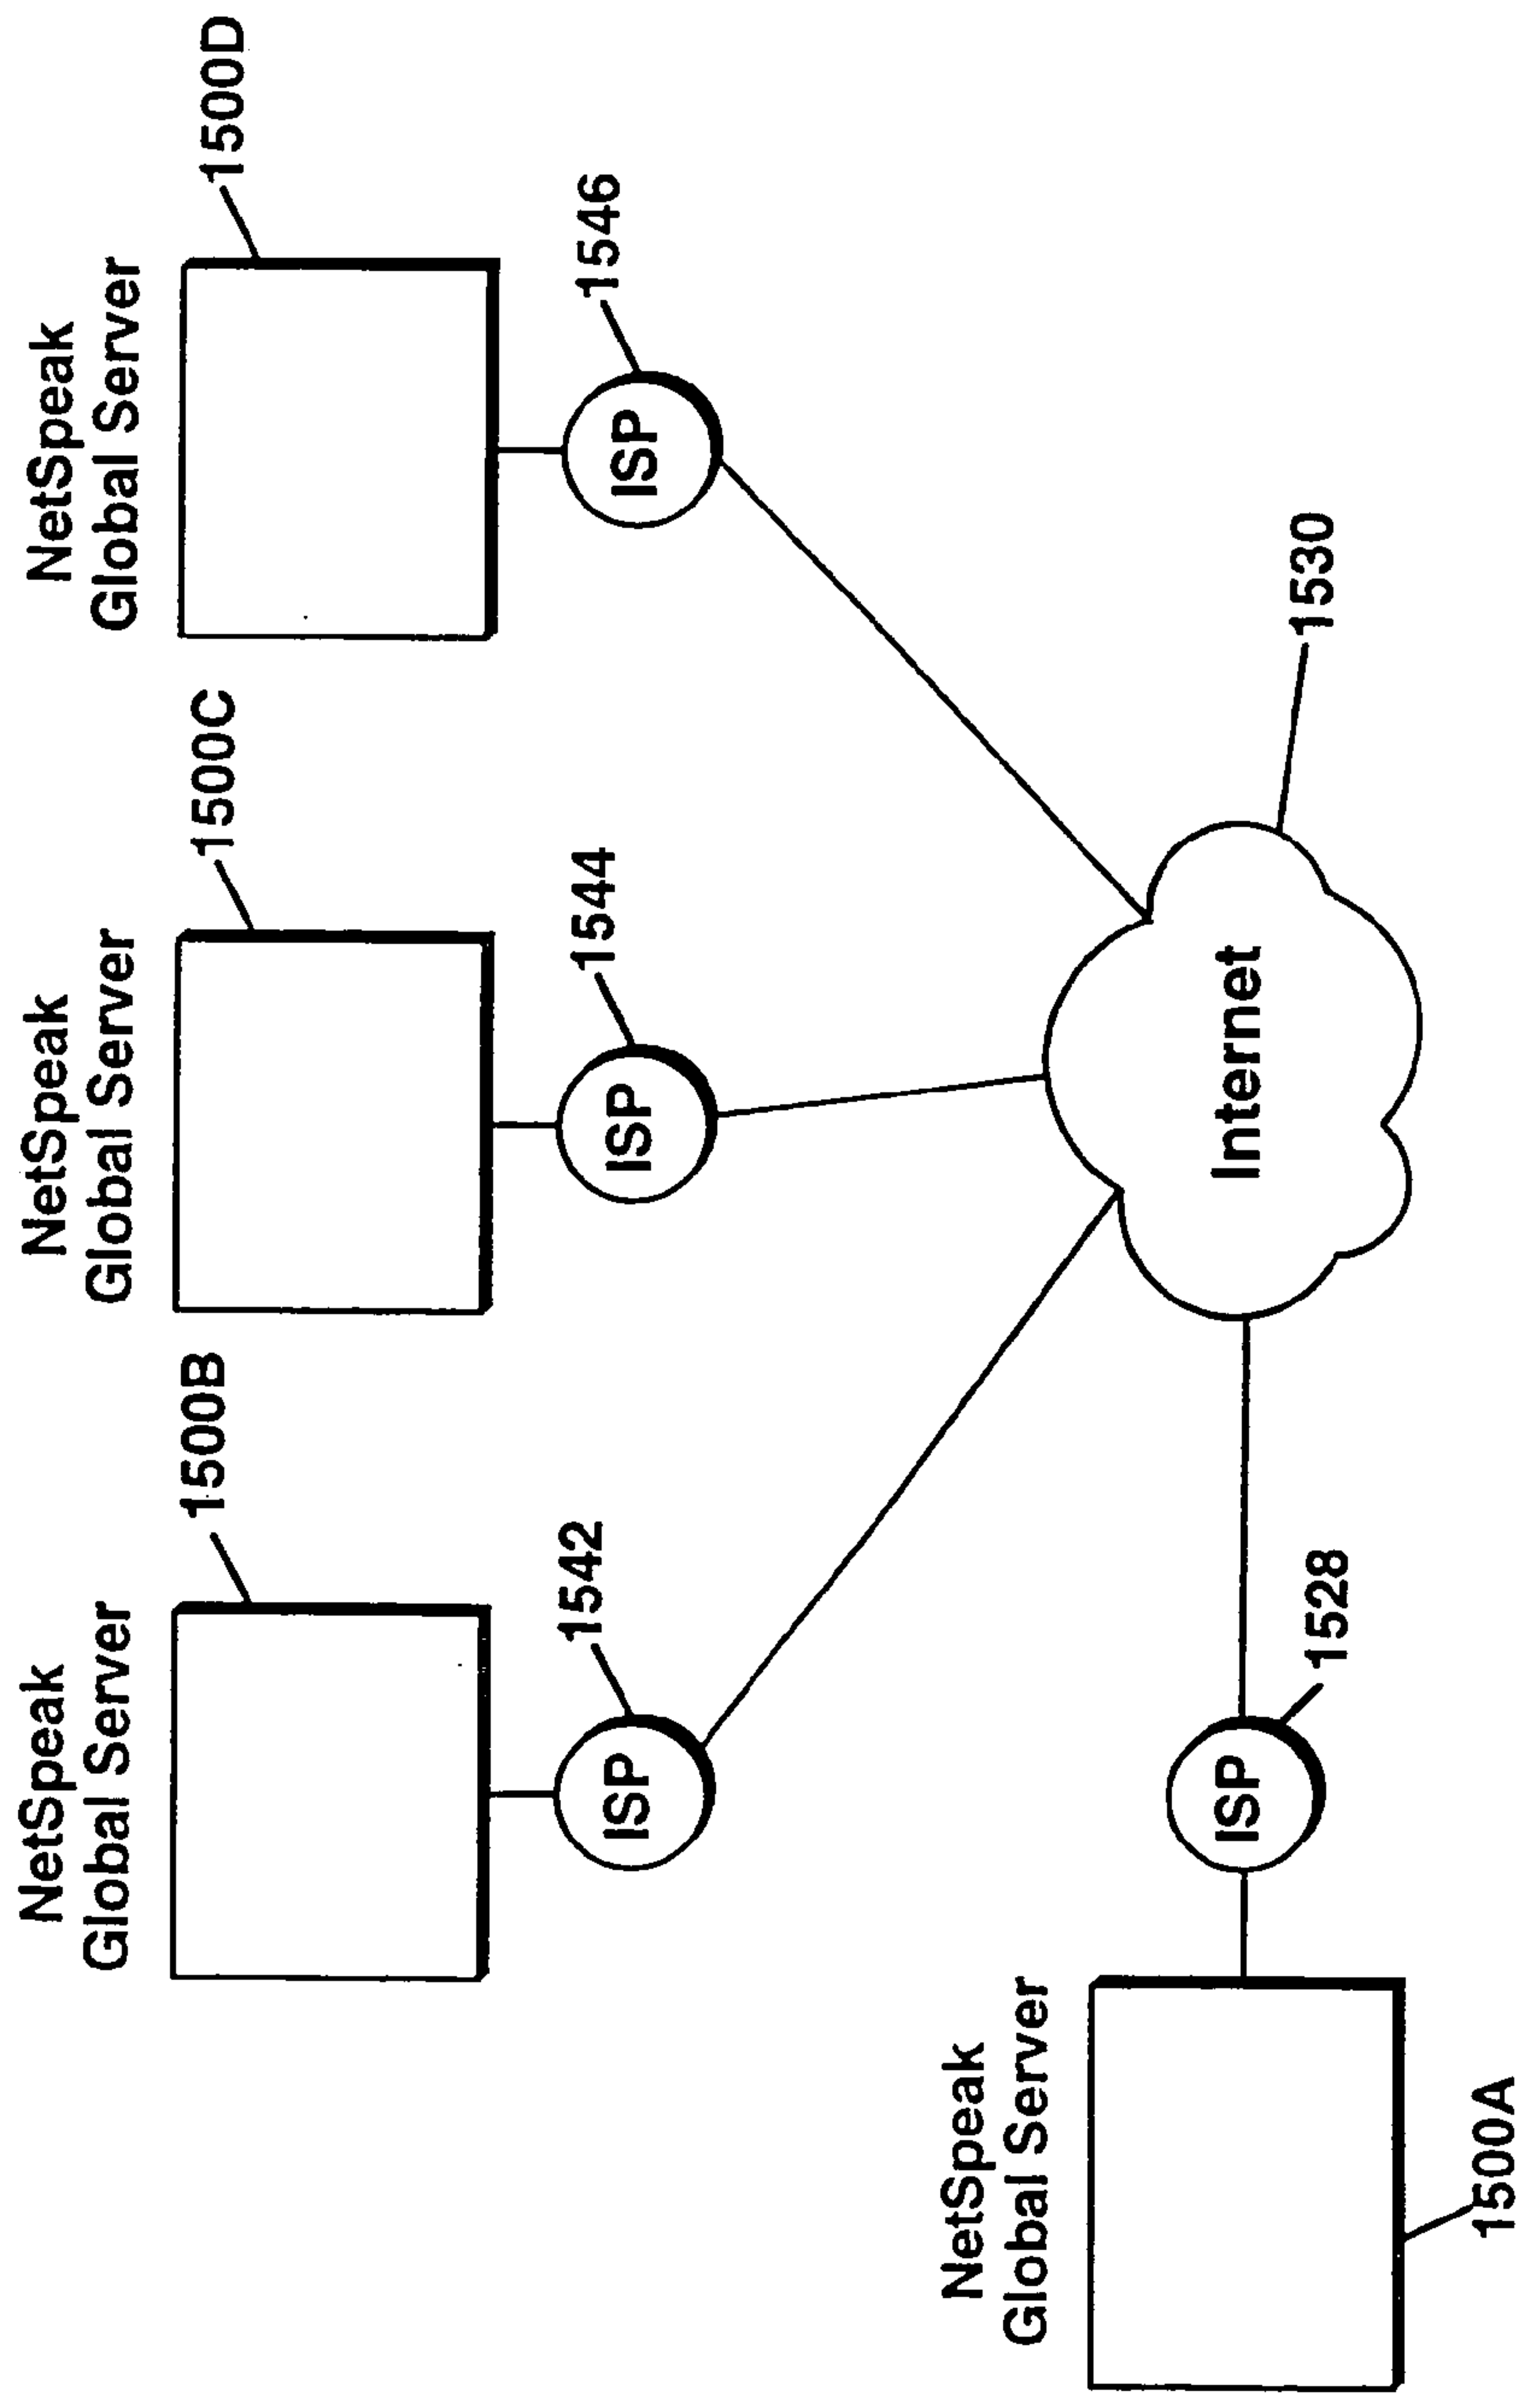 NetSpeak
Global Server
1500B
NetSpeak
Global Server
1500C
NetSpeak
Global Server
1500D
ISP
1542
ISP
1544
ISP
1546
NetSpeak
Global Server
1500A
ISP
1528
Internet
1530